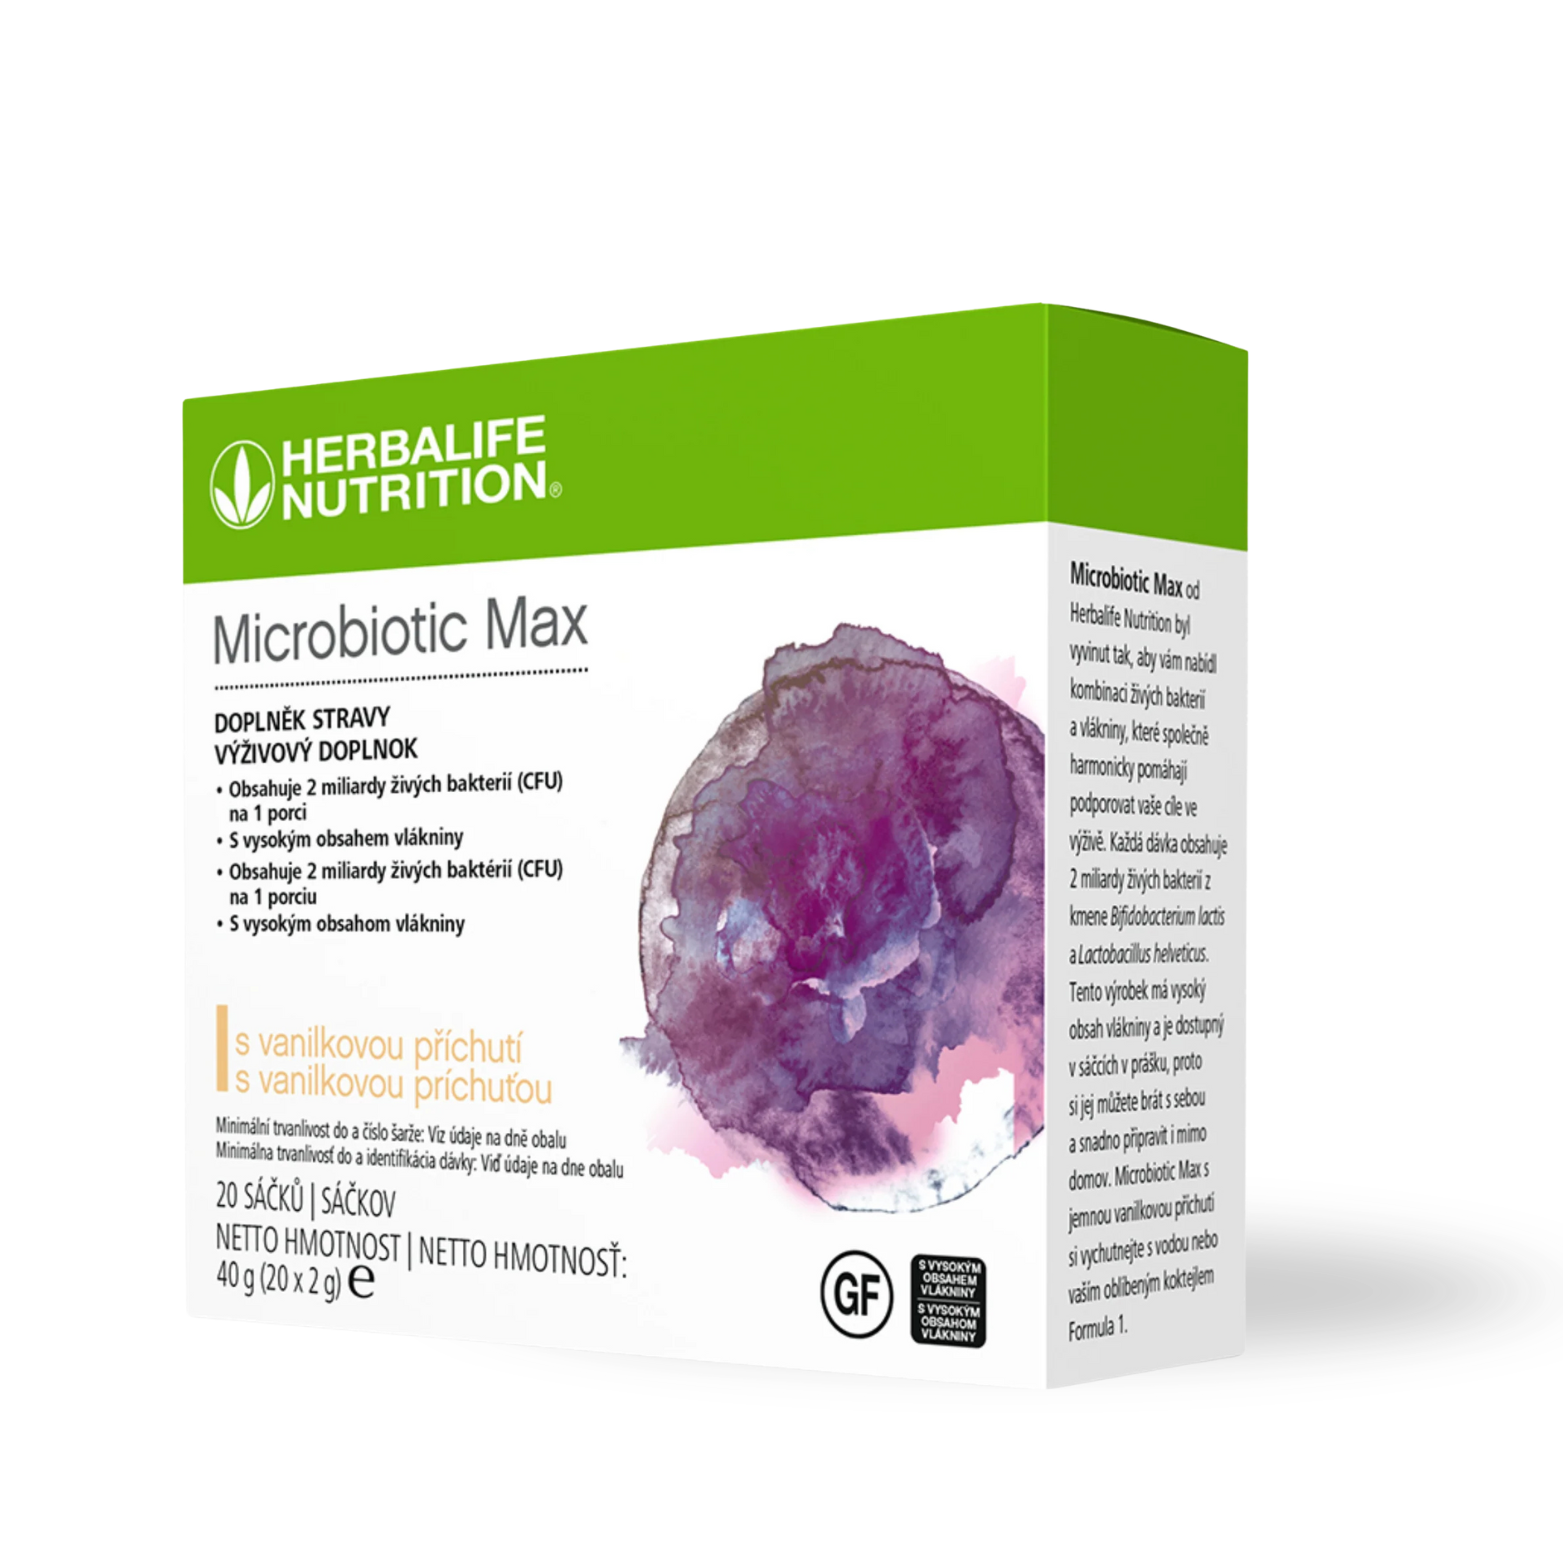 HERBALIFE
NUTRITION®
Microbiotic Max
DOPLNĚK STRAVY
VÝŽIVOVÝ DOPLNOK
• Obsahuje 2 miliardy živých bakterií (CFU)
na 1 porci
• S vysokým obsahem vlákniny
• Obsahuje 2 miliardy živých baktérií (CFU)
na 1 porciu
• S vysokým obsahom vlákniny
s vanilkovou příchutí
s vanilkovou príchuťou
Minimální trvanlivost do a číslo šarže: Viz údaje na dně obalu
Minimálna trvanlivosť do a identifikácia dávky: Viď údaje na dne obalu
20 SÁČKŮ | SÁČKOV
NETTO HMOTNOST | NETTO HMOTNOSŤ:
40 g (20 x 2 g) e
GF
S VYSOKÝM
OBSAHEM
VLÁKNINY
S VYSOKÝM
OBSAHOM
VLÁKNINY
Microbiotic Max od
Herbalife Nutrition byl
vyvinut tak, aby vám nabídl
kombinaci živých bakterií
a vlákniny, které společně
harmonicky pomáhají
podporovat vaše cíle ve
výživě. Každá dávka obsahuje
2 miliardy živých bakterií z
kmene Bifidobacterium lactis
a Lactobacillus helveticus.
Tento výrobek má vysoký
obsah vlákniny a je dostupný
v sáčcích v prášku, proto
si jej můžete brát s sebou
a snadno připravit i mimo
domov. Microbiotic Max s
jemnou vanilkovou příchutí
si vychutnejte s vodou nebo
vaším oblíbeným koktejlem
Formula 1.